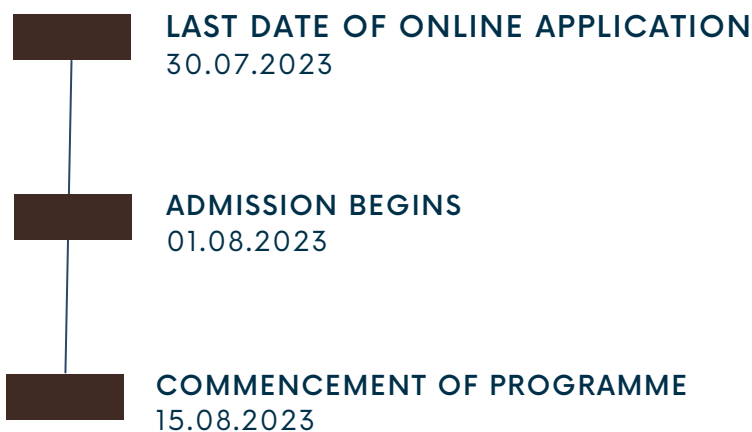 LAST DATE OF ONLINE APPLICATION
30.07.2023
ADMISSION BEGINS
01.08.2023
COMMENCEMENT OF PROGRAMME
15.08.2023